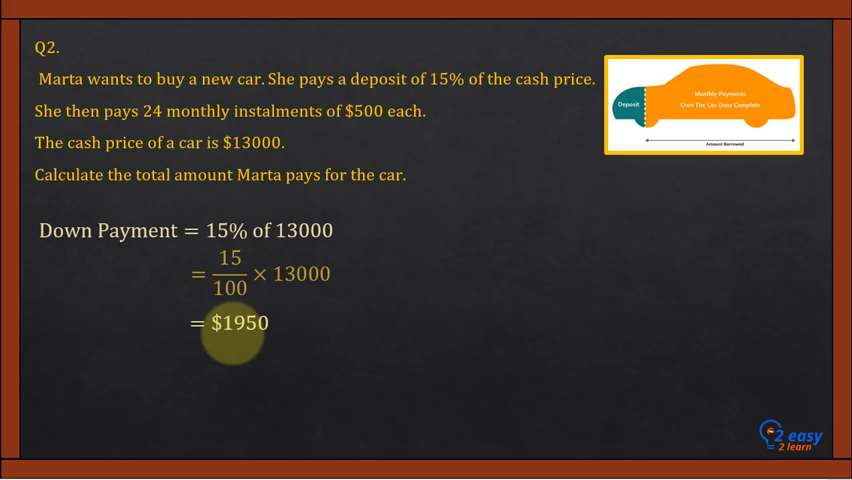 Q2.
Marta wants to buy a new car. She pays a deposit of 15% of the cash price.
She then pays 24 monthly instalments of $500 each.
The cash price of a car is $13000.
Calculate the total amount Marta pays for the car.
Deposit
Monthly Payments
Own The Car Once Complete
Amount Borrowed
Down Payment = 15% of 13000
= 15/100 × 13000
= $1950
2 easy
2 learn